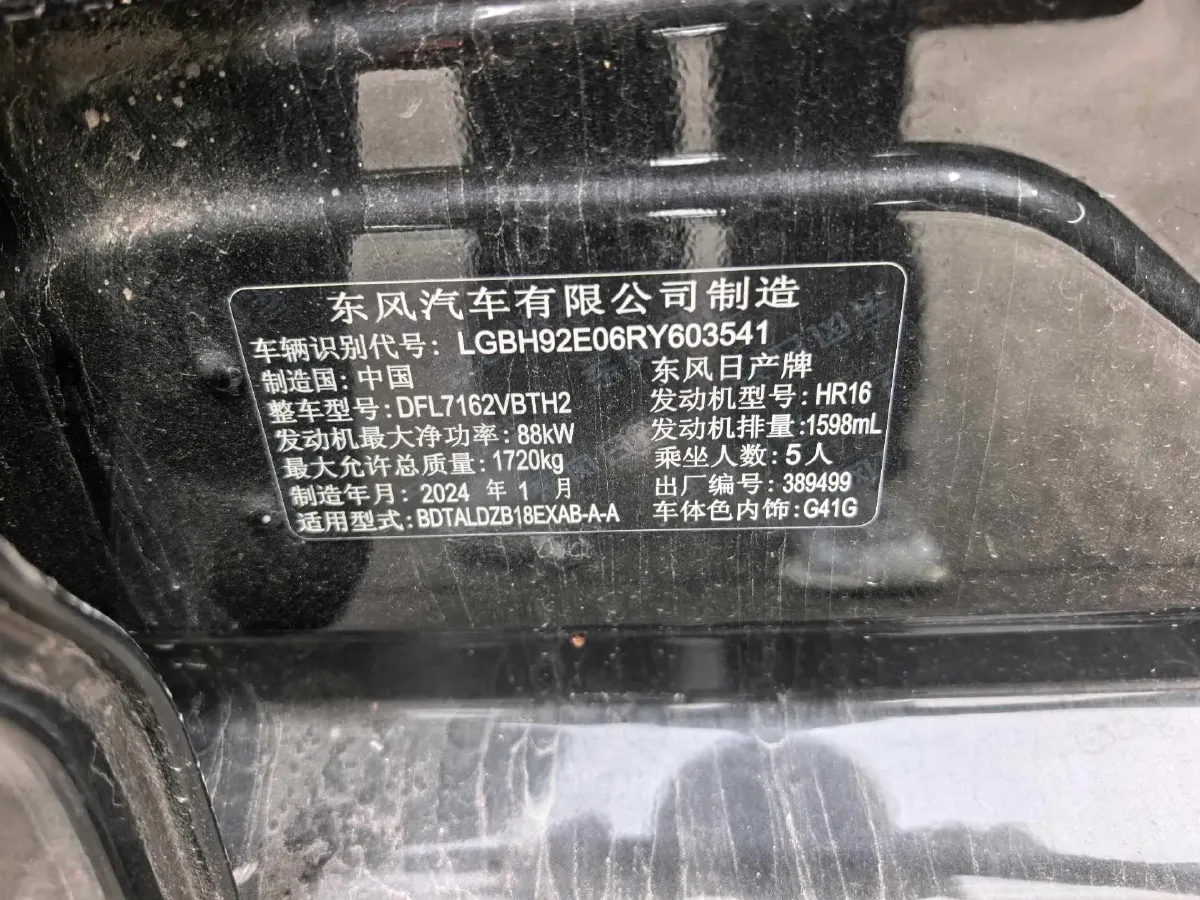 东风汽车有限公司制造
车辆识别代号：LGBH92E06RY603541
制造国：中国 东风日产牌
整车型号：DFL7162VBTH2 发动机型号：HR16
发动机最大净功率：88kW 发动机排量：1598mL
最大允许总质量：1720kg 乘坐人数：5人
制造年月：2024 年 1 月 出厂编号：389499
适用型式：BDTALDZB18EXAB-A-A 车体色内饰：G41G